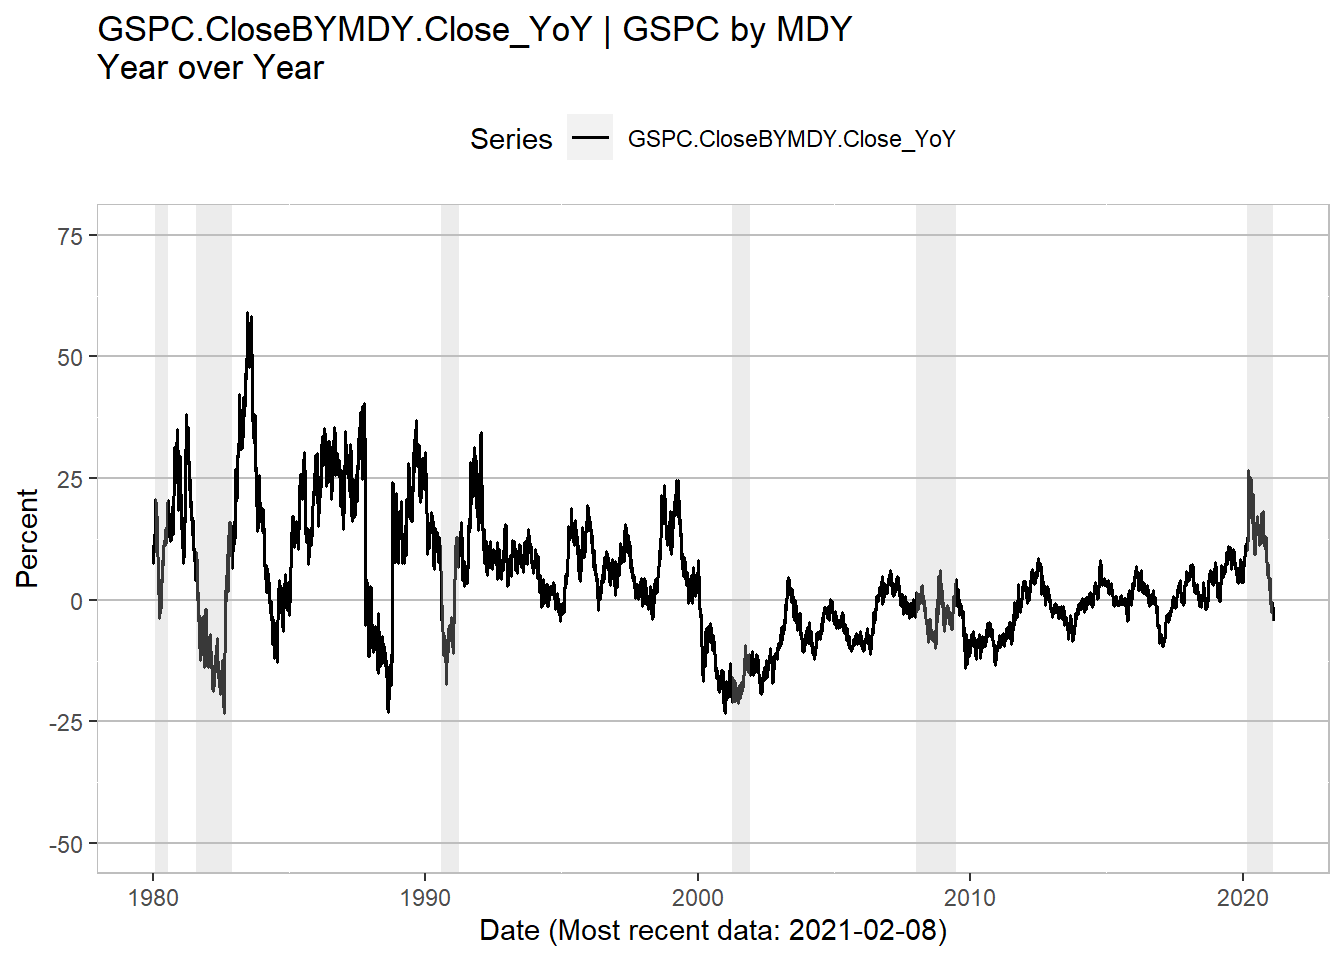 GSPC.CloseBYMDY.Close_YoY | GSPC by MDY
Year over Year
Series GSPC.CloseBYMDY.Close_YoY
75
50
25
0
-25
-50
Percent
1980 1990 2000 2010 2020
Date (Most recent data: 2021-02-08)